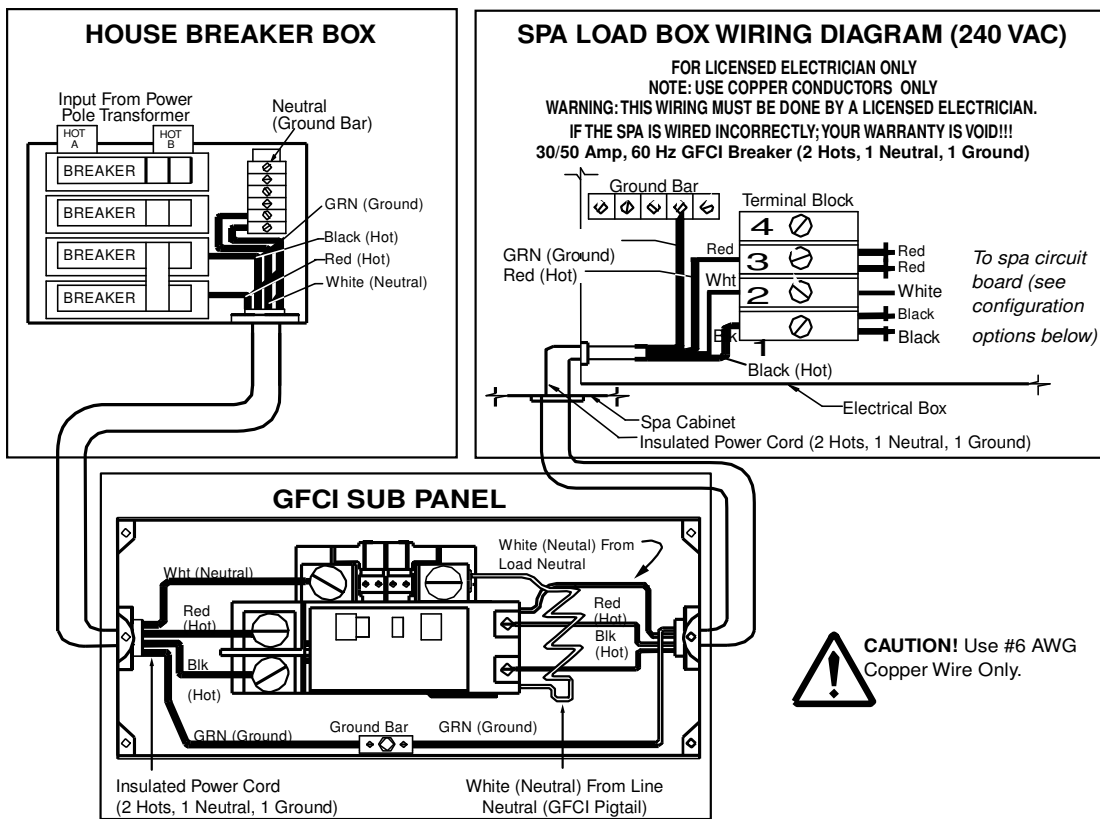 HOUSE BREAKER BOX
Input From Power
Pole Transformer
HOT
A
HOT
B
Neutral
(Ground Bar)
BREAKER
BREAKER
BREAKER
BREAKER
GRN (Ground)
Black (Hot)
Red (Hot)
White (Neutral)
SPA LOAD BOX WIRING DIAGRAM (240 VAC)
FOR LICENSED ELECTRICIAN ONLY
NOTE: USE COPPER CONDUCTORS ONLY
WARNING: THIS WIRING MUST BE DONE BY A LICENSED ELECTRICIAN.
IF THE SPA IS WIRED INCORRECTLY; YOUR WARRANTY IS VOID!!!
30/50 Amp, 60 Hz GFCI Breaker (2 Hots, 1 Neutral, 1 Ground)
Ground Bar
Terminal Block
4
3
2
1
GRN (Ground)
Red (Hot)
Red
Wht
Blk
Red
Red
White
Black
Black
To spa circuit
board (see
configuration
options below)
Black (Hot)
Electrical Box
Spa Cabinet
Insulated Power Cord (2 Hots, 1 Neutral, 1 Ground)
GFCI SUB PANEL
Wht (Neutral)
Red
(Hot)
Blk
(Hot)
GRN (Ground)
Ground Bar
GRN (Ground)
White (Neutal) From
Load Neutral
Red
(Hot)
Blk
(Hot)
Insulated Power Cord
(2 Hots, 1 Neutral, 1 Ground)
White (Neutral) From Line
Neutral (GFCI Pigtail)
CAUTION! Use #6 AWG
Copper Wire Only.